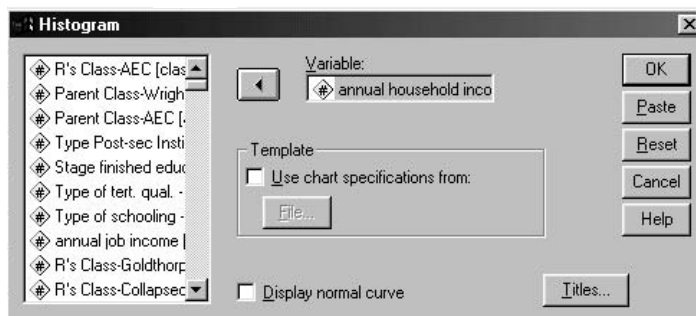 Histogram
# R's Class-AEC [clas
# Parent Class-Wrigh
# Parent Class-AEC [
# Type Post-sec Insti
# Stage finished educ
# Type of tert. qual. -
# Type of schooling -
# annual job income [
# R's Class-Goldthorp
# R's Class-Collapsed
Variable:
# annual household inco
Template
Use chart specifications from:
File...
Display normal curve
Titles...
OK
Paste
Reset
Cancel
Help